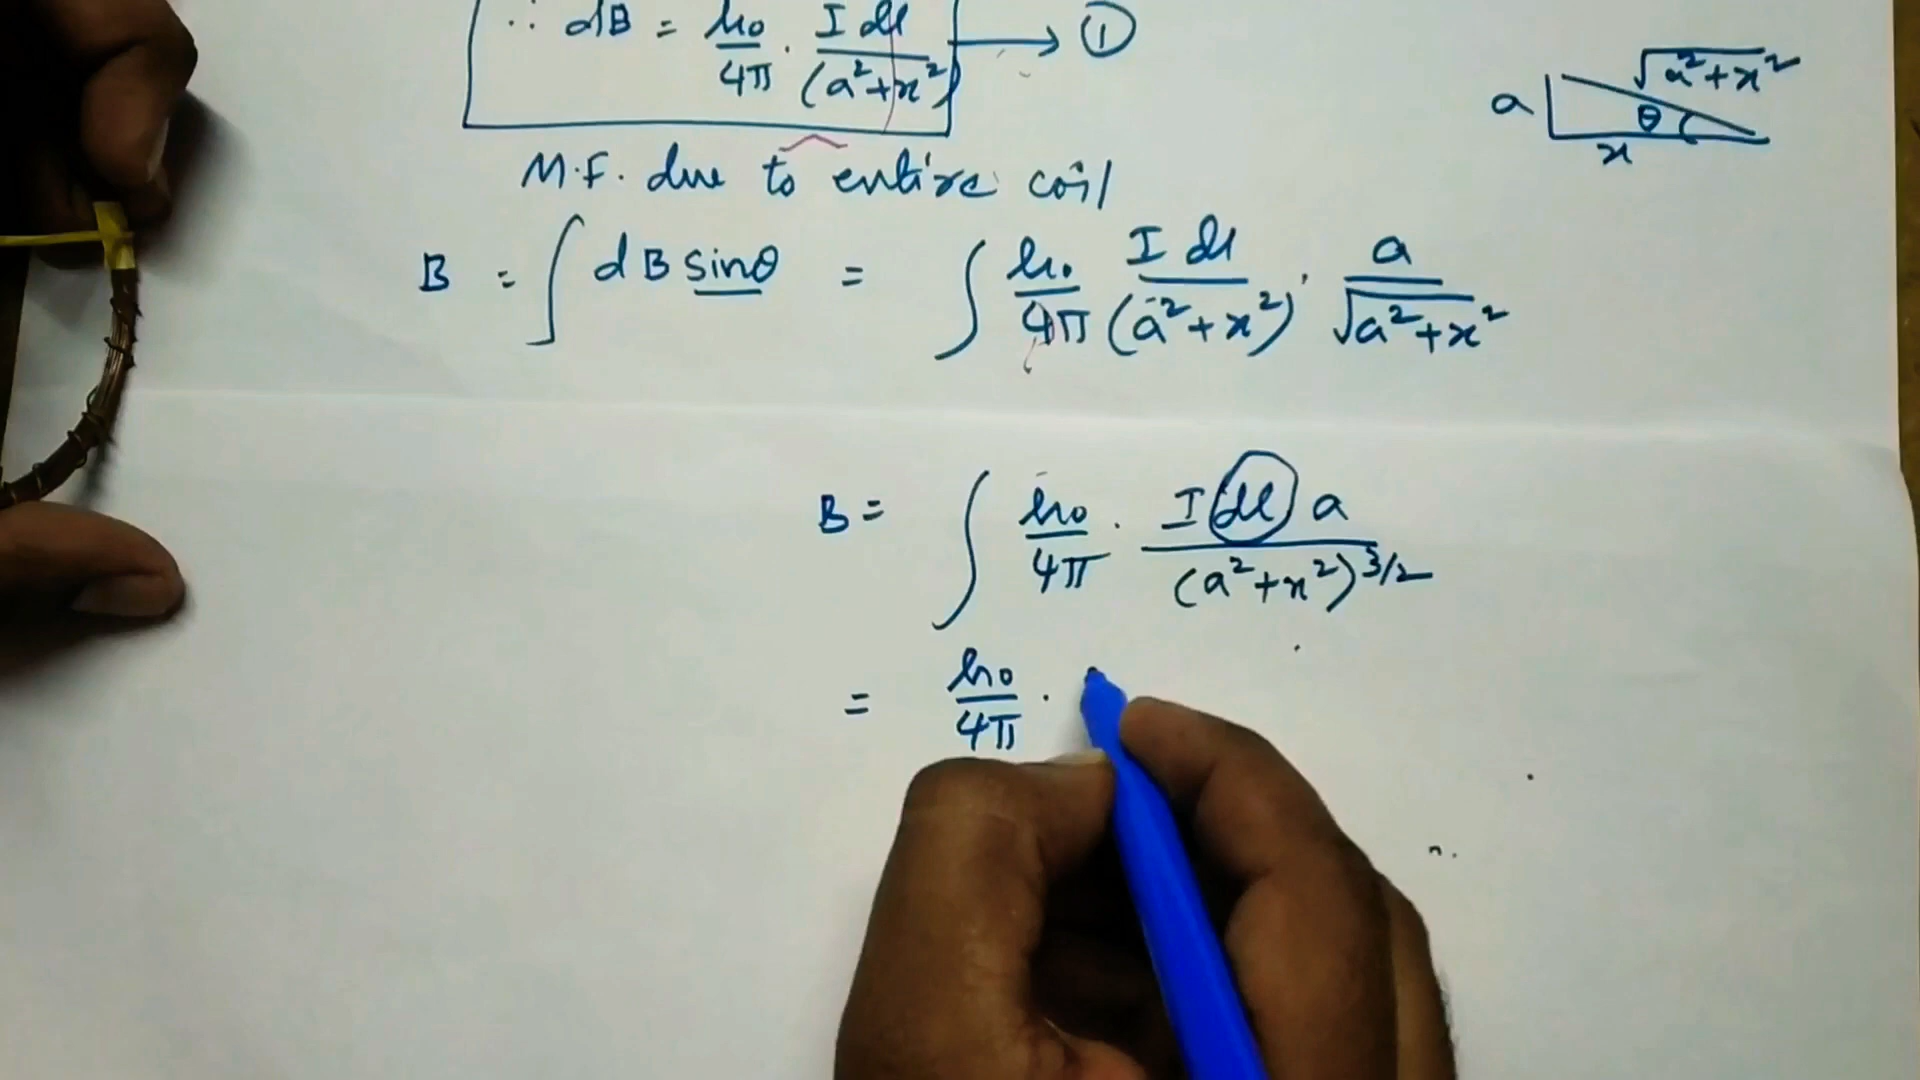 ∴ dB = μ₀/4π · I dl/(a²+x²) → ①
√a²+x²
a θ
x
M.F. due to entire coil
B = ∫ dB sinθ = ∫ μ₀/4π I dl/(a²+x²) · a/√a²+x²
B = ∫ μ₀/4π · I dl a/(a²+x²)^3/2
= μ₀/4π ·